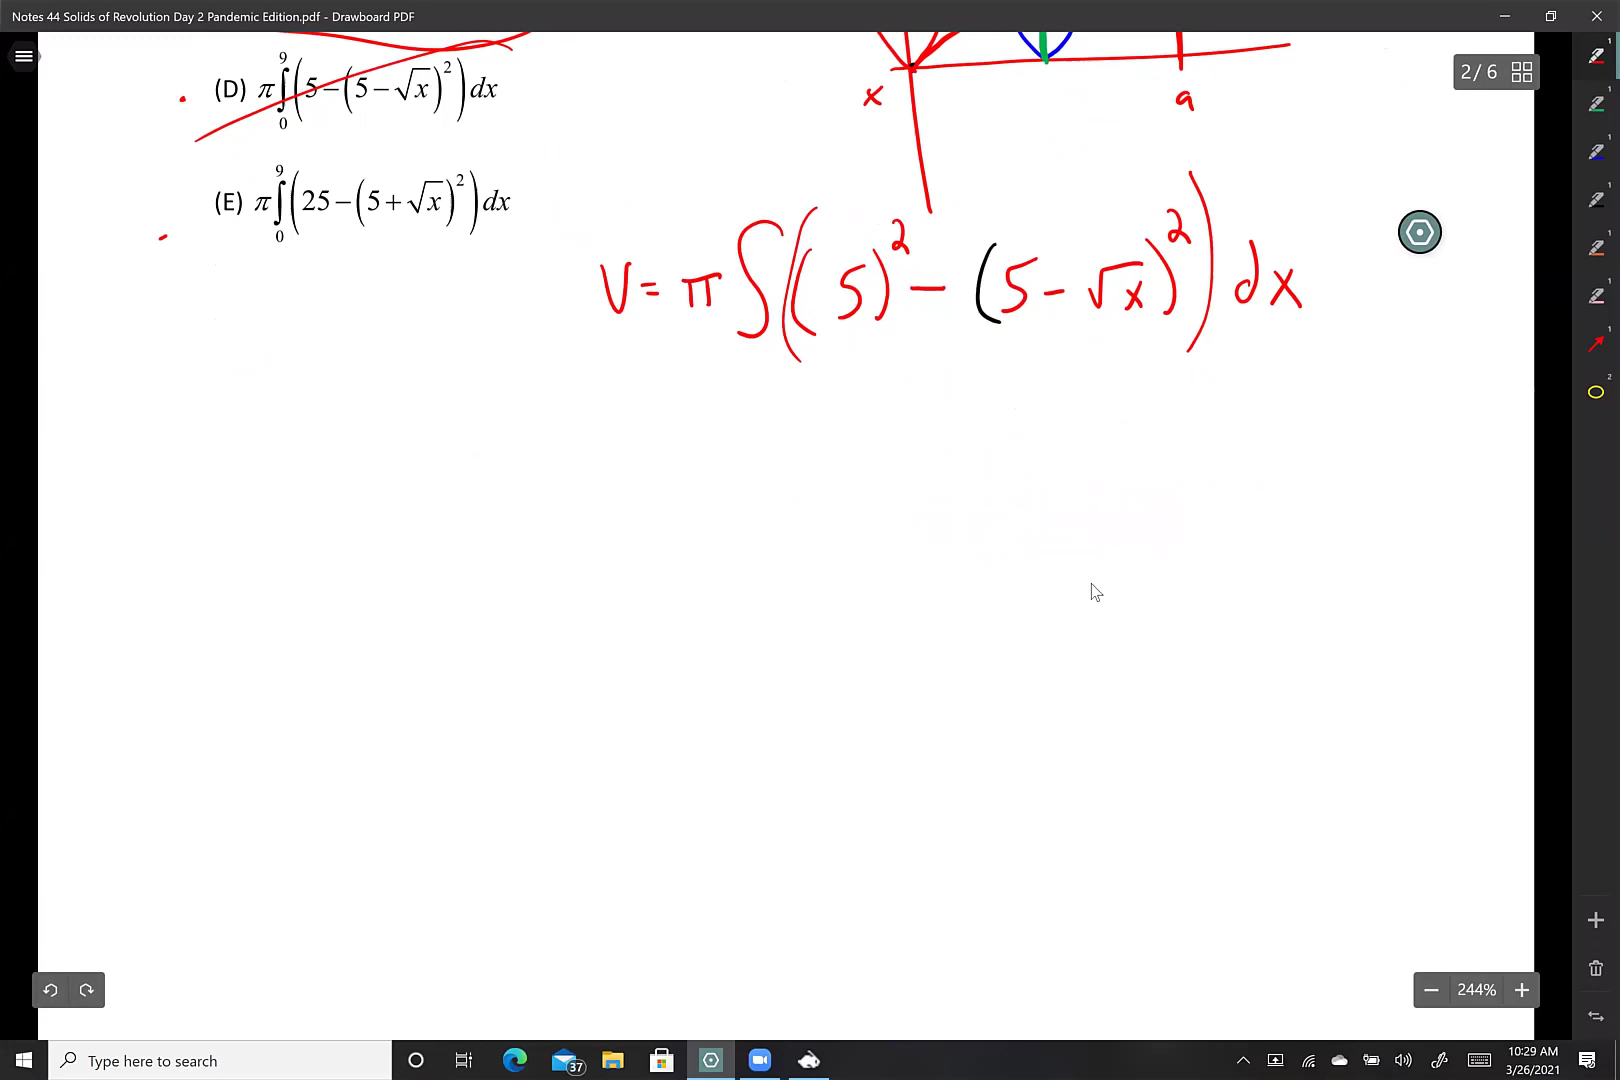 Notes 44 Solids of Revolution Day 2 Pandemic Edition.pdf - Drawboard PDF
2 / 6
(D) π∫₀⁹(5−(5−√x)²)dx
x
9
(E) π∫₀⁹(25−(5+√x)²)dx
V = π∫((5)² − (5 − √x)²) dx
244%
Type here to search
37
10:29 AM
3/26/2021